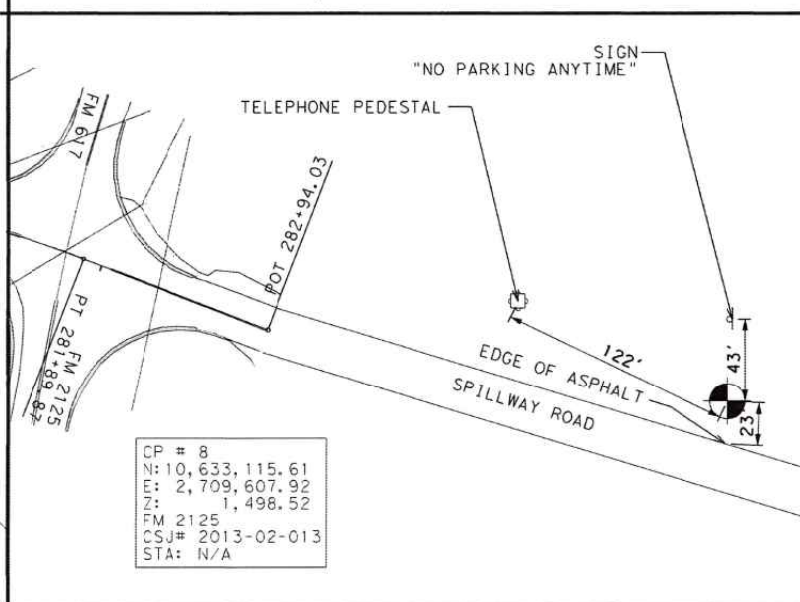 SIGN
"NO PARKING ANYTIME"
TELEPHONE PEDESTAL
FM 617
POT 282+94.03
PT 281+89.87
FM 2125
122'
EDGE OF ASPHALT
SPILLWAY ROAD
43'
23'
CP # 8
N: 10,633,115.61
E: 2,709,607.92
Z: 1,498.52
FM 2125
CSJ# 2013-02-013
STA: N/A